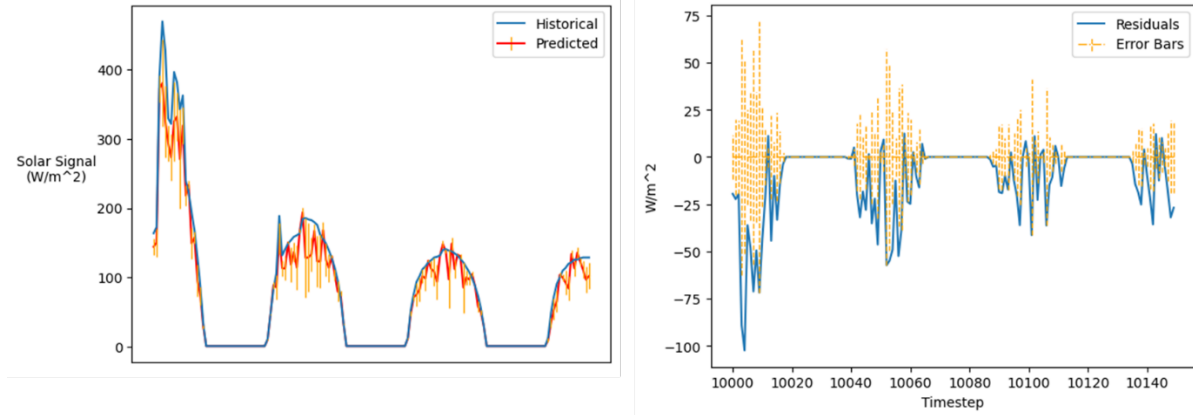 Historical
Predicted
400
300
200
100
0
Solar Signal
(W/m^2)
Residuals
Error Bars
75
50
25
0
−25
−50
−75
−100
W/m^2
10000 10020 10040 10060 10080 10100 10120 10140
Timestep